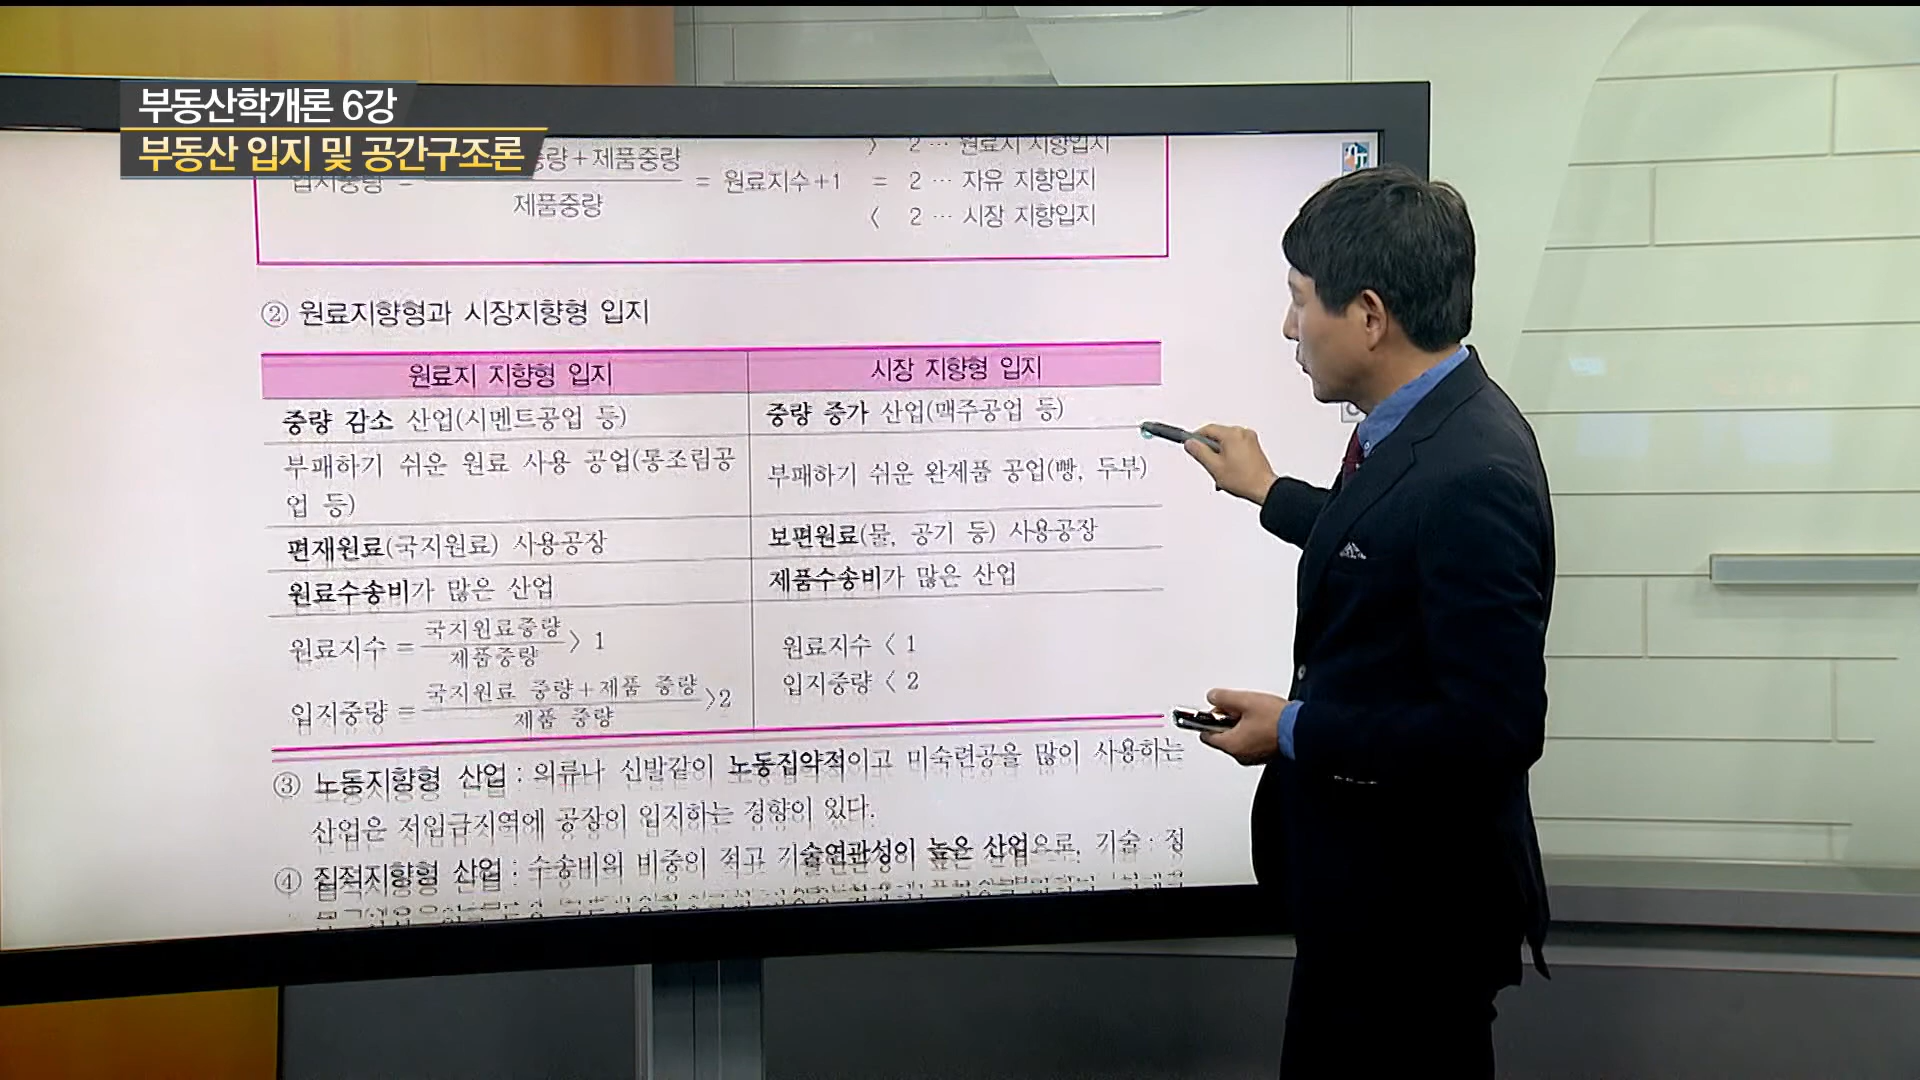 부동산학개론 6강
부동산 입지 및 공간구조론
> 2 … 원료지 지향입지
중량+제품중량
입지중량 = = 원료지수+1 = 2 … 자유 지향입지
제품중량
< 2 … 시장 지향입지
② 원료지향형과 시장지향형 입지
원료지 지향형 입지
시장 지향형 입지
중량 감소 산업(시멘트공업 등)
중량 증가 산업(맥주공업 등)
부패하기 쉬운 원료 사용 공업(통조림공
업 등)
부패하기 쉬운 완제품 공업(빵, 두부)
편재원료(국지원료) 사용공장
보편원료(물, 공기 등) 사용공장
원료수송비가 많은 산업
제품수송비가 많은 산업
원료지수 = 국지원료중량 / 제품중량 > 1
원료지수 < 1
입지중량 = 국지원료 중량+제품 중량 / 제품 중량 >2
입지중량 < 2
③ 노동지향형 산업 : 의류나 신발같이 노동집약적이고 미숙련공을 많이 사용하는
산업은 저임금지역에 공장이 입지하는 경향이 있다.
④ 집적지향형 산업 : 수송비의 비중이 적고 기술연관성이 높은 산업으로, 기술·정